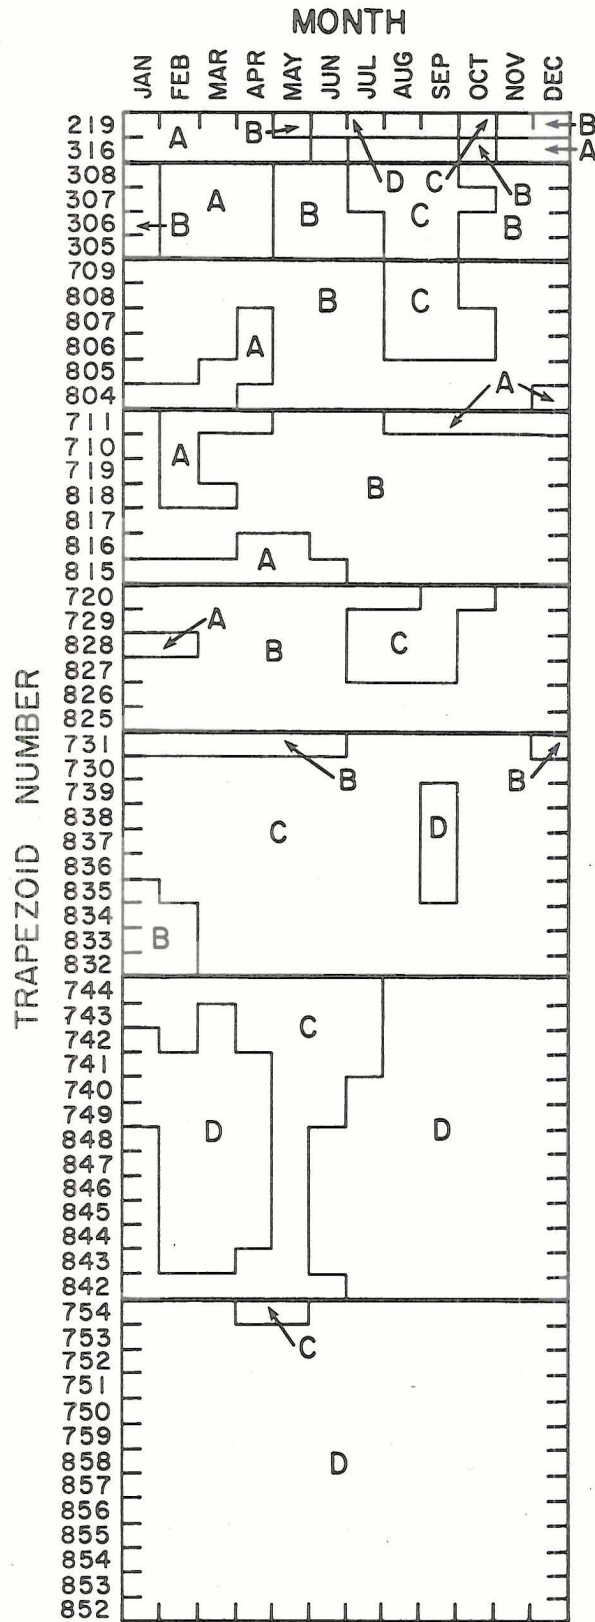 MONTH
JAN FEB MAR APR MAY JUN JUL AUG SEP OCT NOV DEC
TRAPEZOID NUMBER
219 B B
316 A A
D C B
308
307 A B C
306 B B
305
709
808 B C
807
806 A
805 A
804
711
710 A
719
818 B
817
816
815 A
720
729 A
828 B C
827
826
825
731
730 B B
739
838 D
837 C
836
835
834
833 B
832
744
743 C
742
741
740
749
848 D D
847
846
845
844
843
842
754
753 C
752
751
750
759
858 D
857
856
855
854
853
852